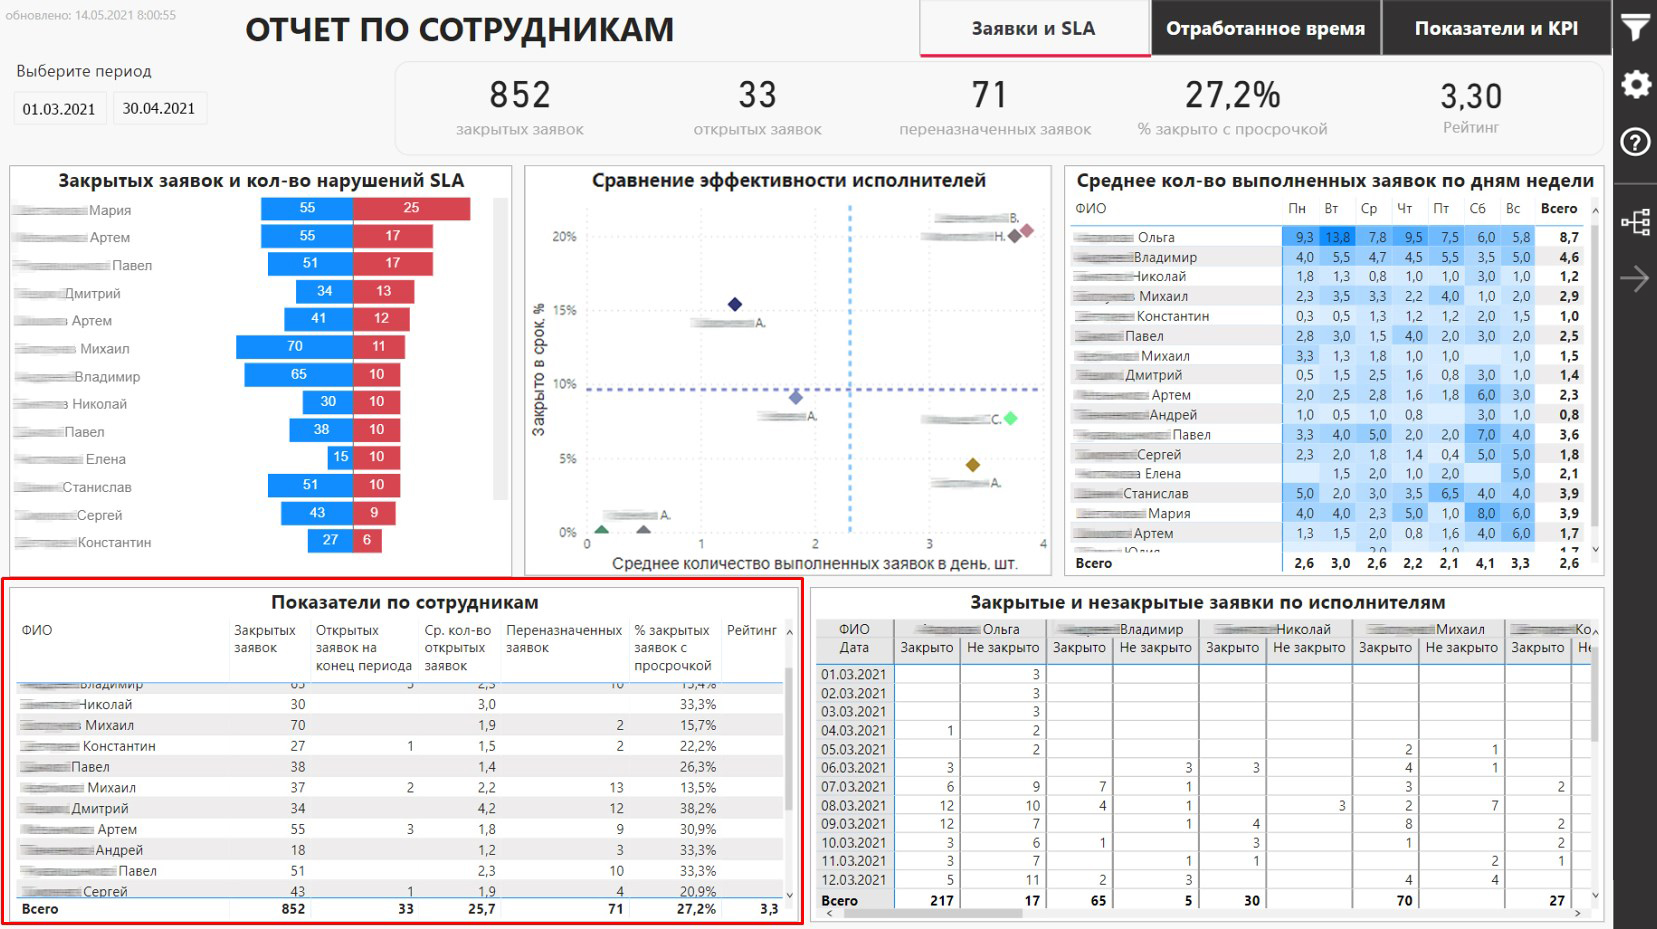 обновлено: 14.05.2021 8:00:55
ОТЧЕТ ПО СОТРУДНИКАМ
Заявки и SLA
Отработанное время
Показатели и KPI
Выберите период
01.03.2021 30.04.2021
852 33 71 27,2% 3,30
закрытых заявок открытых заявок переназначенных заявок % закрыто с просрочкой Рейтинг
Закрытых заявок и кол-во нарушений SLA
Мария 55 25
Артем 55 17
Павел 51 17
Дмитрий 34 13
Артем 41 12
Михаил 70 11
Владимир 65 10
Николай 30 10
Павел 38 10
Елена 15 10
Станислав 51 10
Сергей 43 9
Константин 27 6
Сравнение эффективности исполнителей
Закрыто в срок, %
20%
15%
10%
5%
0%
В.
Н.
А.
А.
С.
А.
А.
0 1 2 3 4
Среднее количество выполненных заявок в день, шт.
Среднее кол-во выполненных заявок по дням недели
ФИО Пн Вт Ср Чт Пт Сб Вс Всего
Ольга 9,3 13,8 7,8 9,5 7,5 6,0 5,8 8,7
Владимир 4,0 5,5 4,7 4,5 5,5 3,5 5,0 4,6
Николай 1,8 1,3 0,8 1,0 1,0 3,0 1,0 1,2
Михаил 2,3 3,5 3,3 2,2 4,0 1,0 2,0 2,9
Константин 0,3 0,5 1,3 1,2 1,2 2,0 1,5 1,0
Павел 2,8 3,0 1,5 4,0 2,0 3,0 2,0 2,5
Михаил 3,3 1,3 1,8 1,0 1,0 1,0 1,5
Дмитрий 0,5 1,5 2,5 1,6 0,8 3,0 1,0 1,4
Артем 2,0 2,5 2,8 1,6 1,8 6,0 3,0 2,3
Андрей 1,0 0,5 1,0 0,8 3,0 1,0 0,8
Павел 3,3 4,0 5,0 2,0 2,0 7,0 4,0 3,6
Сергей 2,3 2,0 1,8 1,4 0,4 5,0 5,0 1,8
Елена 1,5 2,0 1,0 2,0 5,0 2,1
Станислав 5,0 2,0 3,0 3,5 6,5 4,0 4,0 3,9
Мария 4,0 4,0 2,3 5,0 1,0 8,0 6,0 3,9
Артем 1,3 1,5 2,0 0,8 1,6 4,0 6,0 1,7
Всего 2,6 3,0 2,6 2,2 2,1 4,1 3,3 2,6
Показатели по сотрудникам
ФИО Закрытых заявок Открытых заявок на конец периода Ср. кол-во открытых заявок Переназначенных заявок % закрытых заявок с просрочкой Рейтинг
Николай 30 3,0 33,3%
Михаил 70 1,9 2 15,7%
Константин 27 1 1,5 2 22,2%
Павел 38 1,4 26,3%
Михаил 37 2 2,2 13 13,5%
Дмитрий 34 4,2 12 38,2%
Артем 55 3 1,8 9 30,9%
Андрей 18 1,2 3 33,3%
Павел 51 2,3 10 33,3%
Сергей 43 1 1,9 4 20,9%
Всего 852 33 25,7 71 27,2% 3,3
Закрытые и незакрытые заявки по исполнителям
ФИО Ольга Владимир Николай Михаил
Дата Закрыто Не закрыто Закрыто Не закрыто Закрыто Не закрыто Закрыто Не закрыто Закрыто
01.03.2021 3
02.03.2021 3
03.03.2021 3
04.03.2021 1 2
05.03.2021 2 2 1
06.03.2021 3 3 3 4 1
07.03.2021 6 9 7 1 3 2
08.03.2021 12 10 4 1 3 2 7
09.03.2021 12 7 1 4 8 2
10.03.2021 3 6 1 3 1 2
11.03.2021 3 7 1 1 2 1
12.03.2021 5 11 2 3 4 4
Всего 217 17 65 5 30 70 27